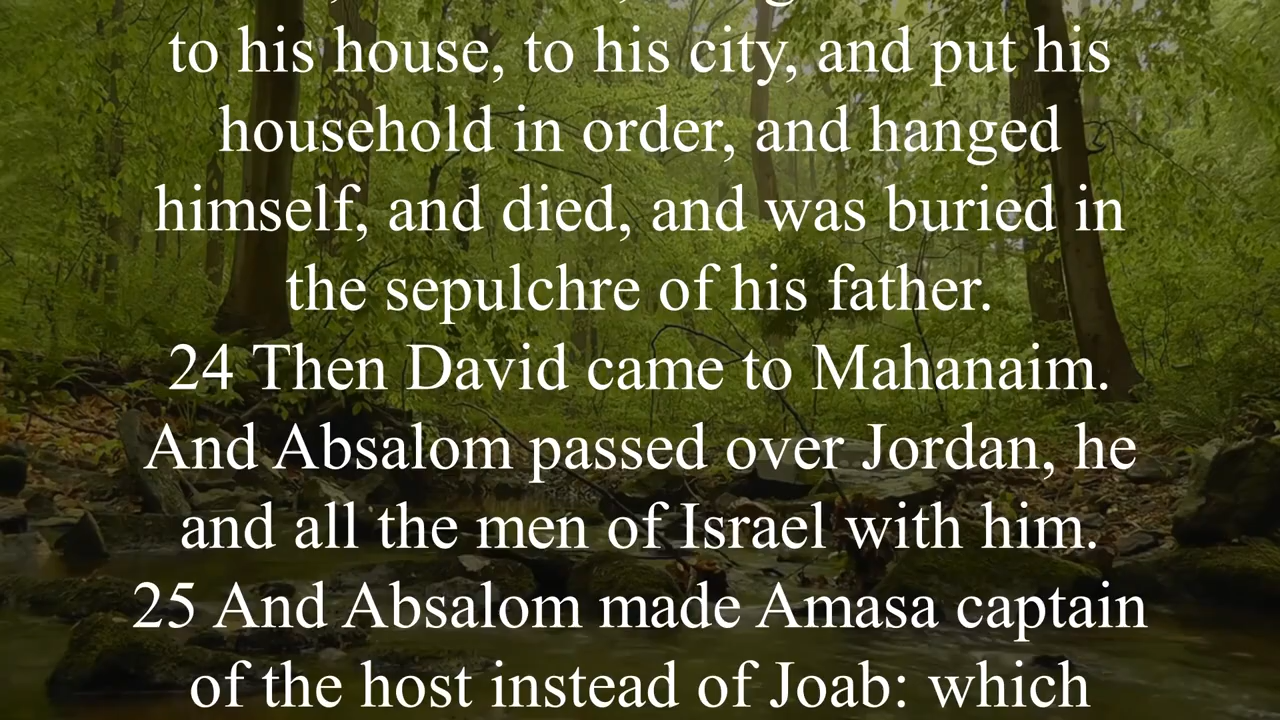 to his house, to his city, and put his
household in order, and hanged
himself, and died, and was buried in
the sepulchre of his father.
24 Then David came to Mahanaim.
And Absalom passed over Jordan, he
and all the men of Israel with him.
25 And Absalom made Amasa captain
of the host instead of Joab: which